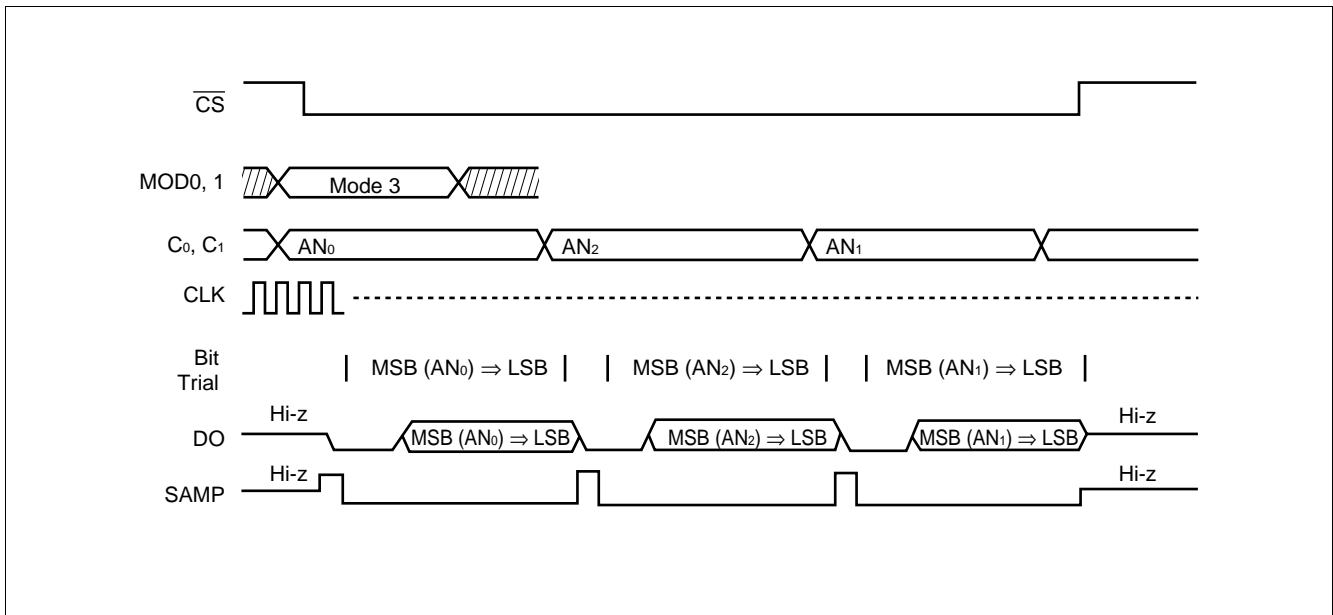 CS
MOD0, 1 Mode 3
C0, C1 AN0 AN2 AN1
CLK
Bit
Trial
MSB (AN0) ⇒ LSB MSB (AN2) ⇒ LSB MSB (AN1) ⇒ LSB
Hi-z Hi-z
DO MSB (AN0) ⇒ LSB MSB (AN2) ⇒ LSB MSB (AN1) ⇒ LSB
Hi-z Hi-z
SAMP